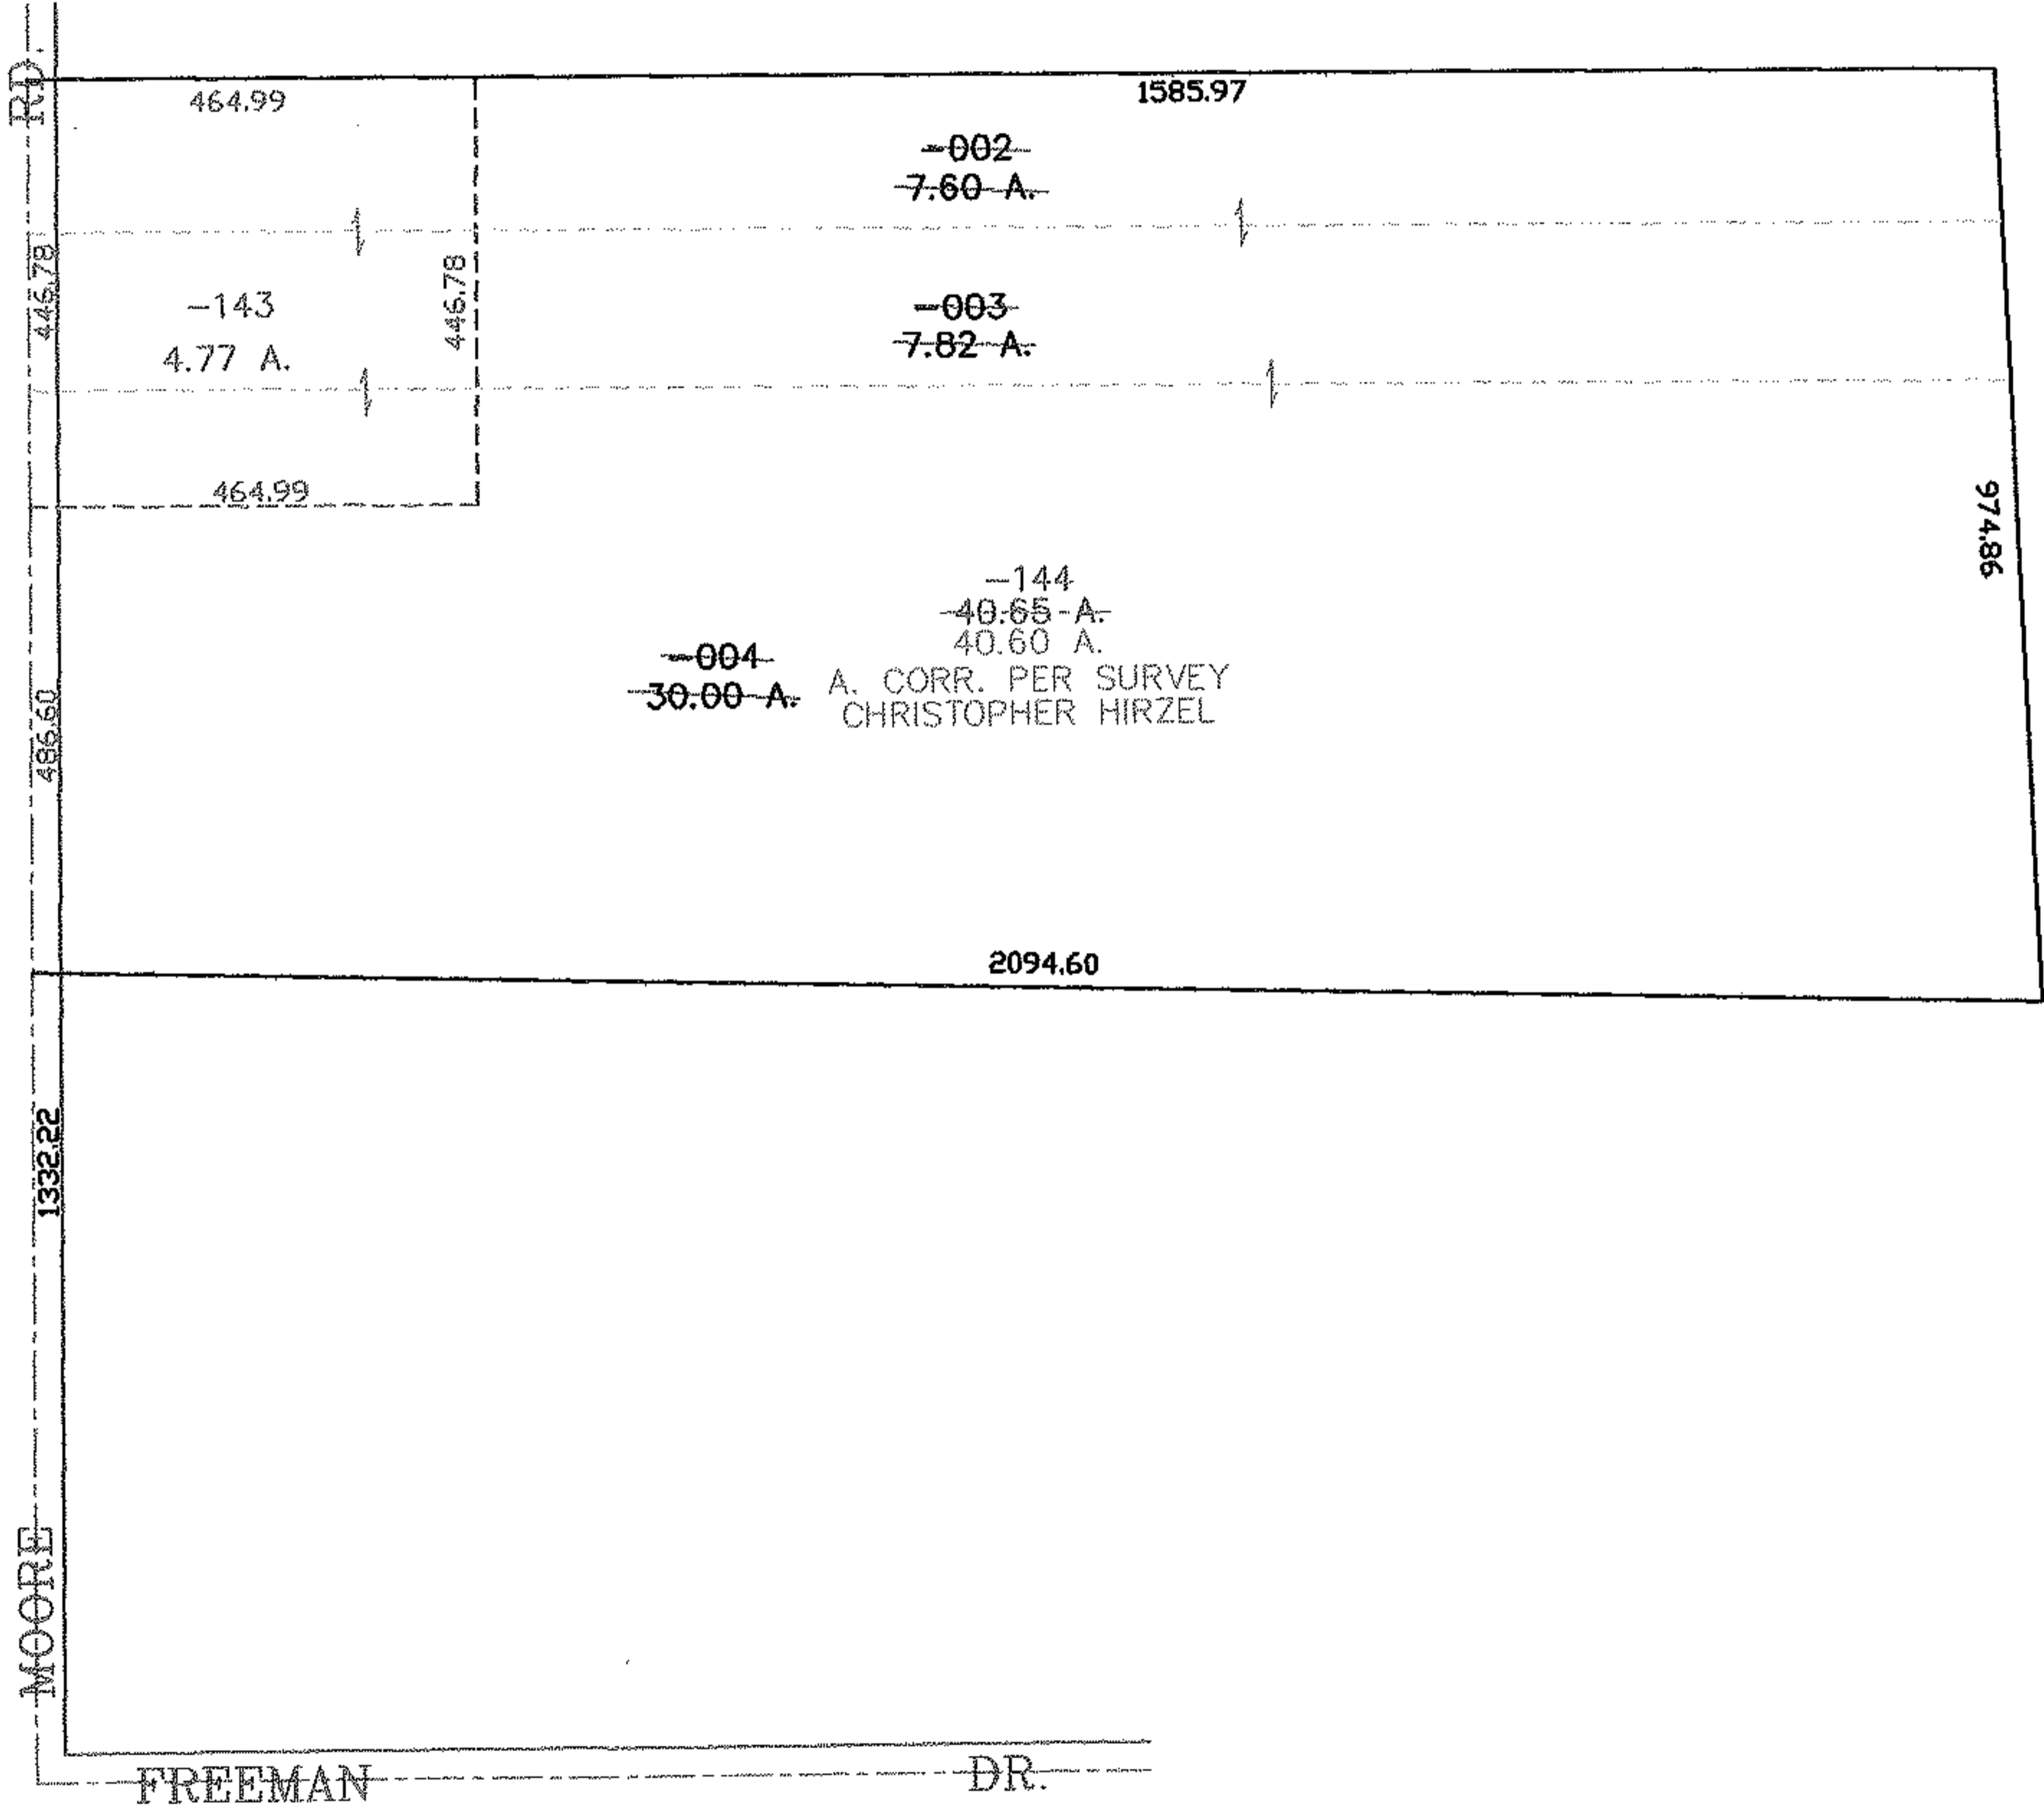 RD.
464.99
1585.97
-002
7.60 A.
446.78
446.78
-143
4.77 A.
-003
7.82 A.
464.99
974.86
-144
40.65 A.
40.60 A.
A. CORR. PER SURVEY
CHRISTOPHER HIRZEL
-004
30.00 A.
486.60
2094.60
1332.22
MOORE
FREEMAN DR.